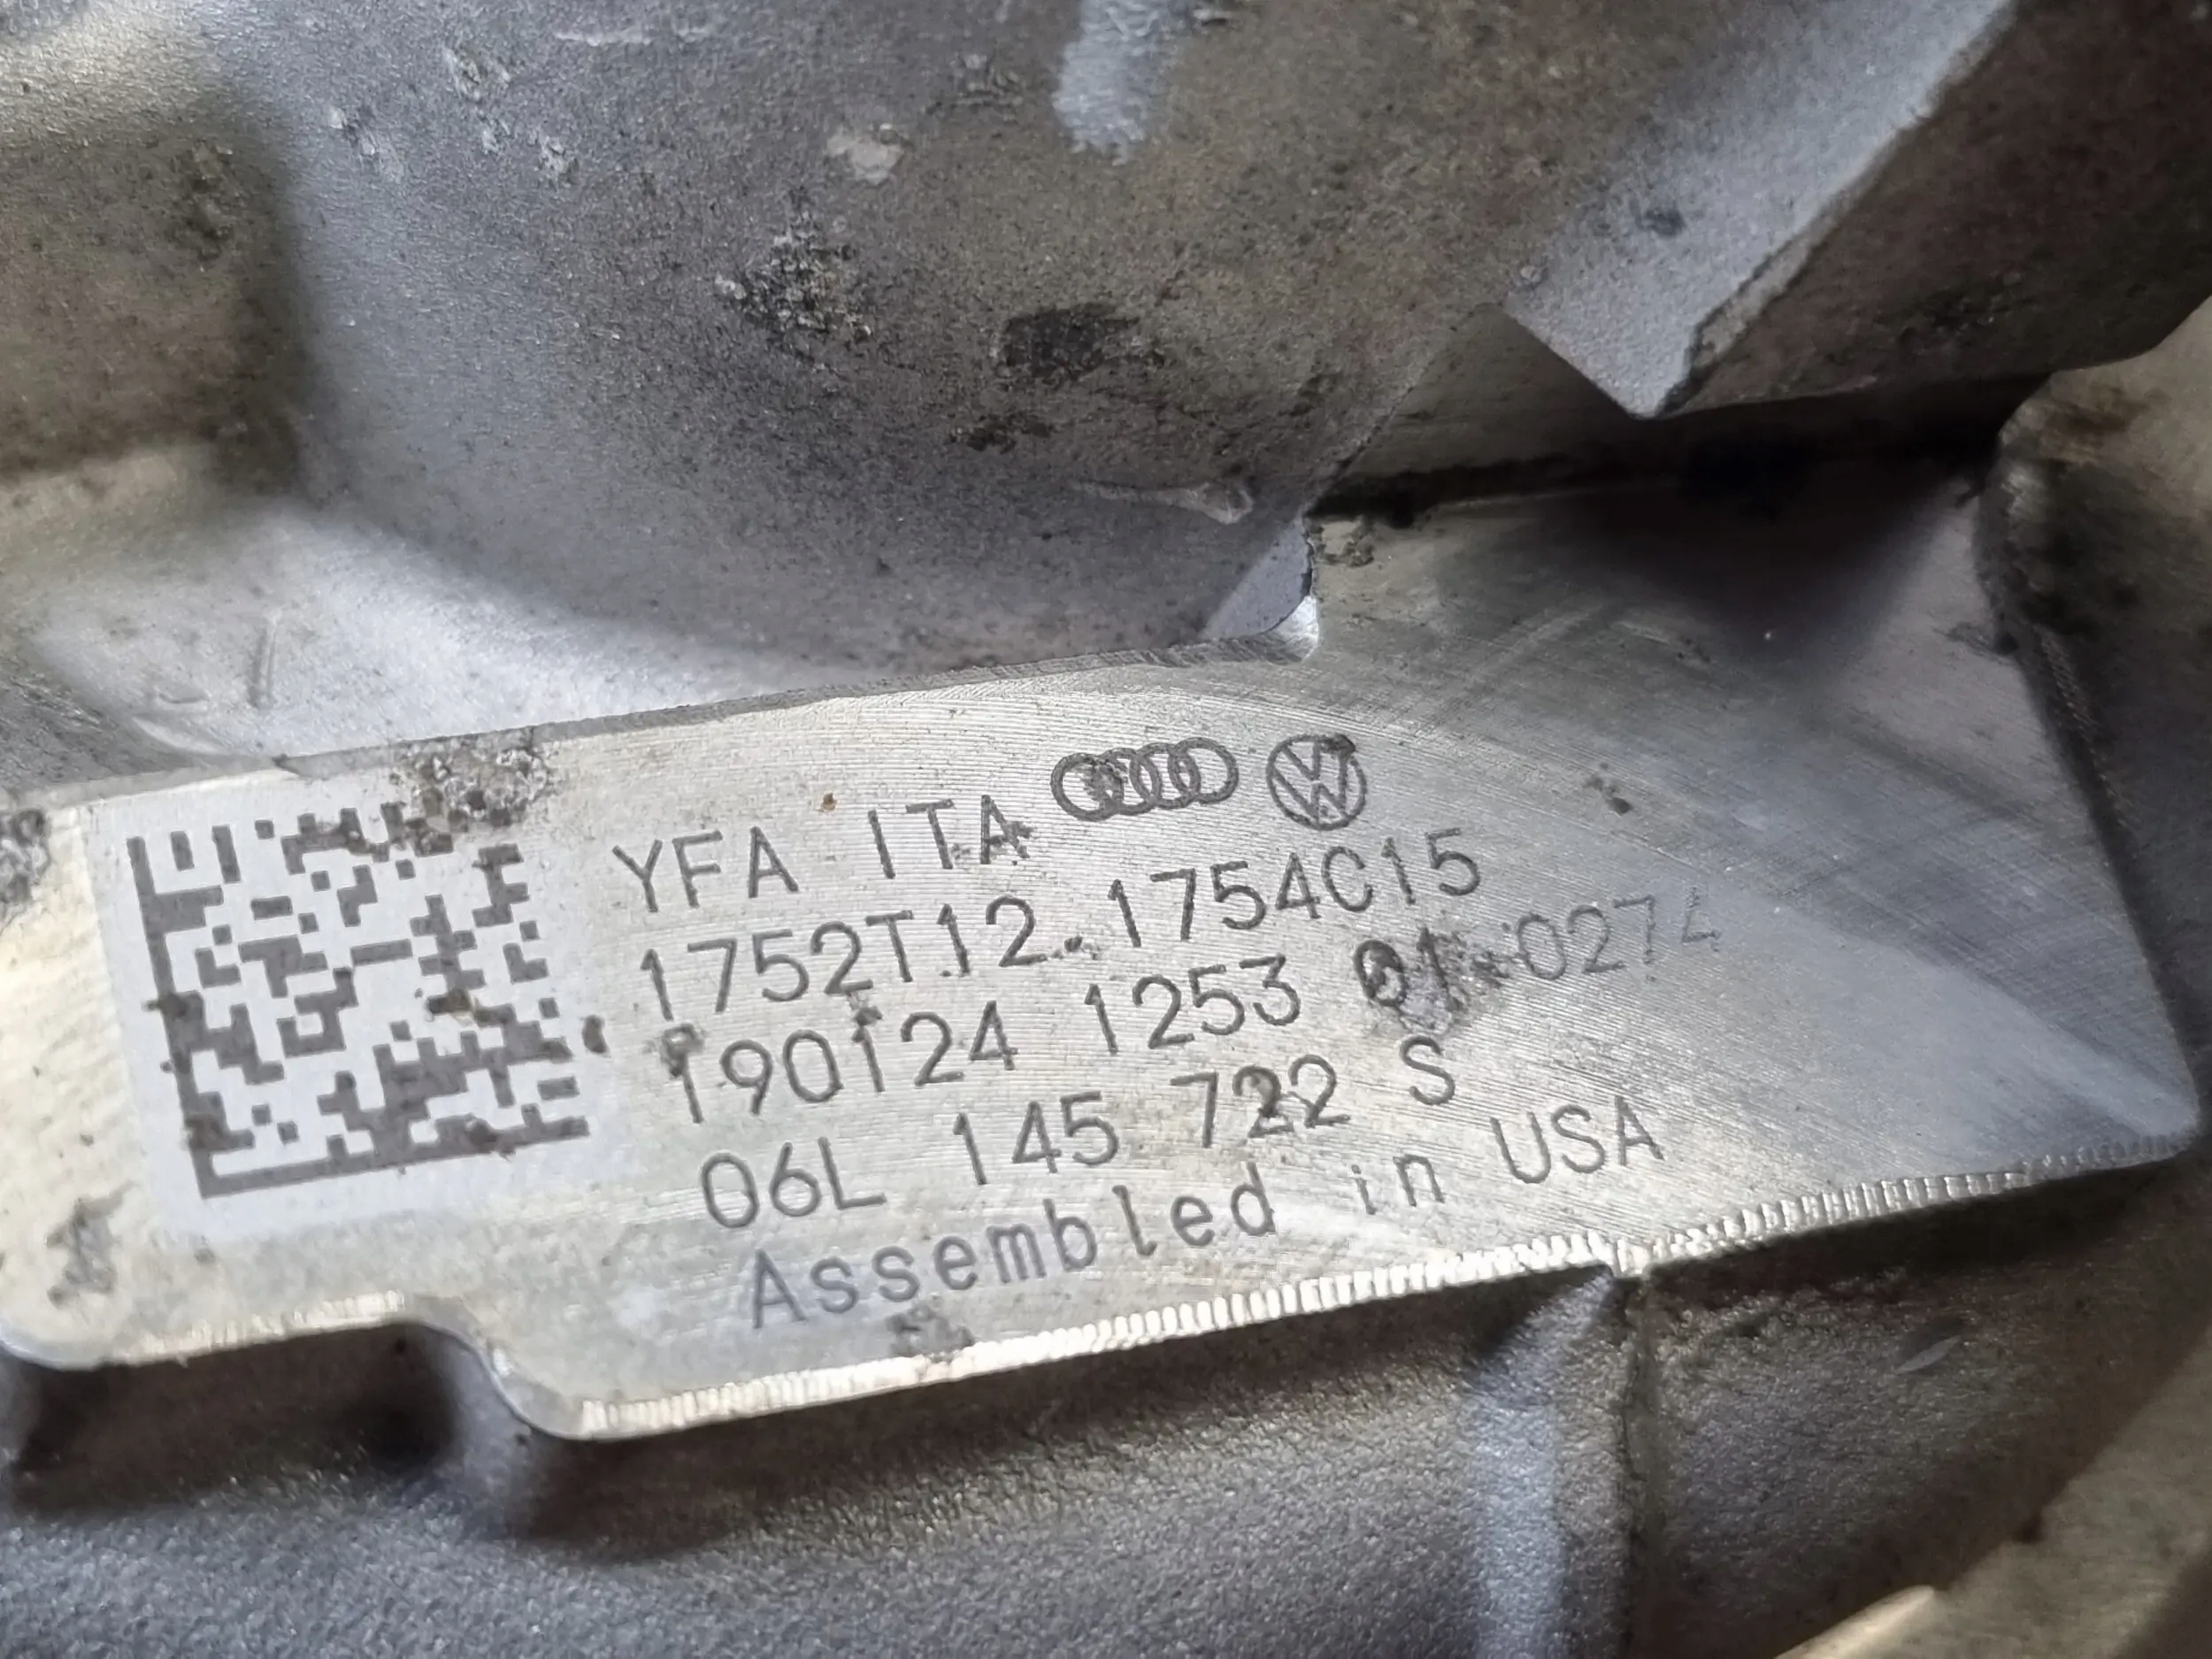 YFA ITA
1752T12.1754C15
190124 1253 01 0274
06L 145 722 S
Assembled in USA